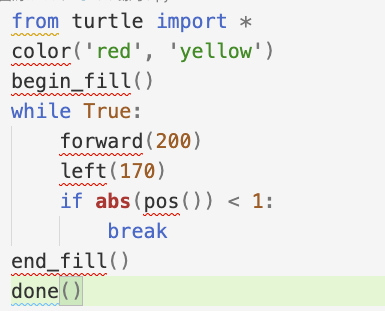 from turtle import *
color('red', 'yellow')
begin_fill()
while True:
    forward(200)
    left(170)
    if abs(pos()) < 1:
        break
end_fill()
done()